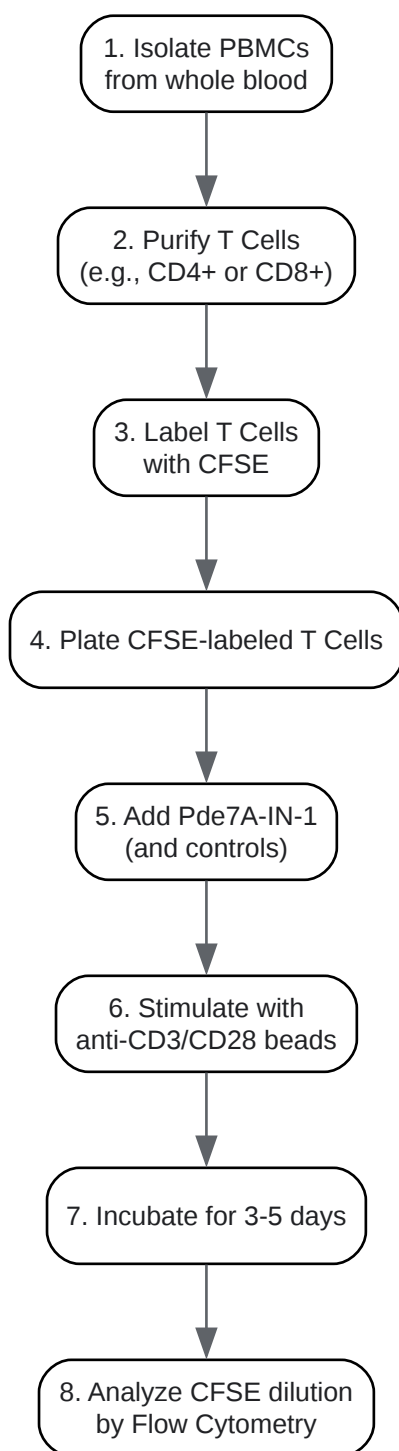 1. Isolate PBMCs
from whole blood
2. Purify T Cells
(e.g., CD4+ or CD8+)
3. Label T Cells
with CFSE
4. Plate CFSE-labeled T Cells
5. Add Pde7A-IN-1
(and controls)
6. Stimulate with
anti-CD3/CD28 beads
7. Incubate for 3-5 days
8. Analyze CFSE dilution
by Flow Cytometry